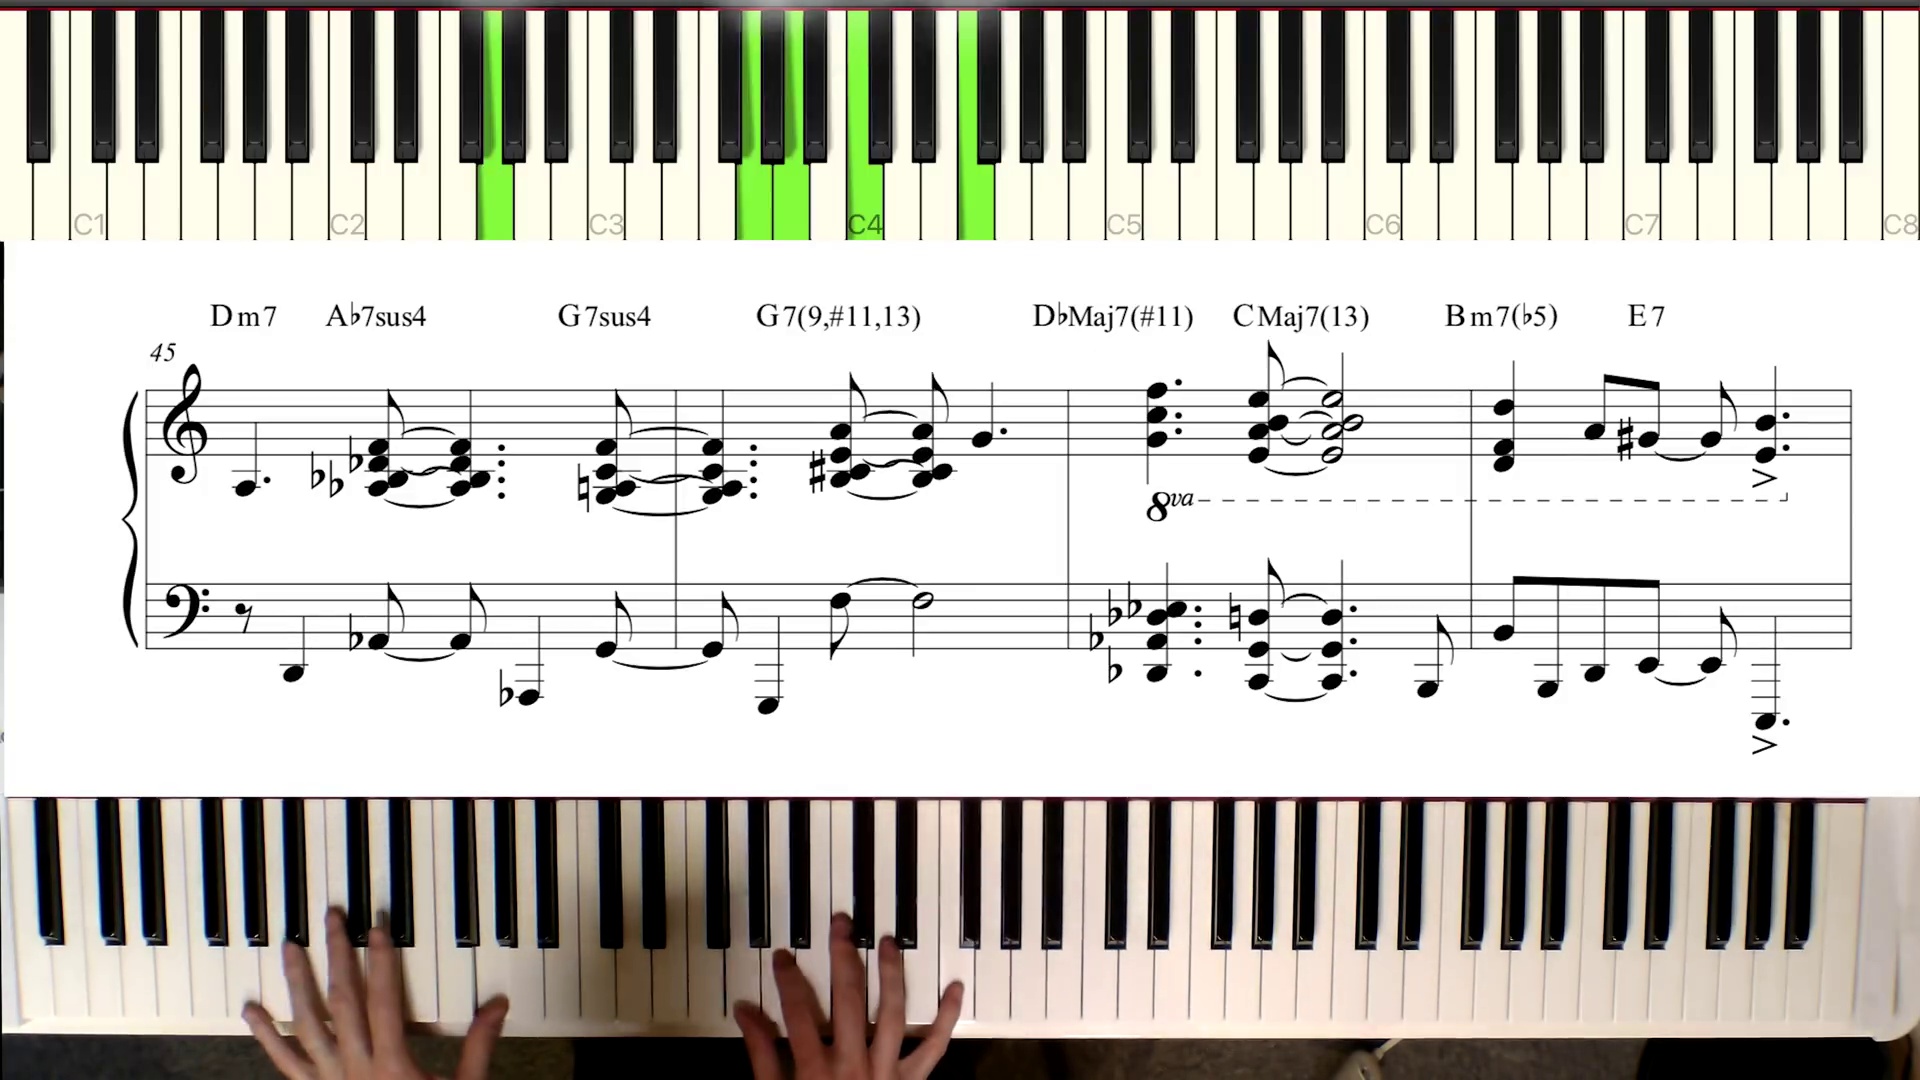 C1 C2 C3 C4 C5 C6 C7 C8
Dm7 A♭7sus4 G7sus4 G7(9,#11,13) D♭Maj7(#11) CMaj7(13) Bm7(♭5) E7
45
8va